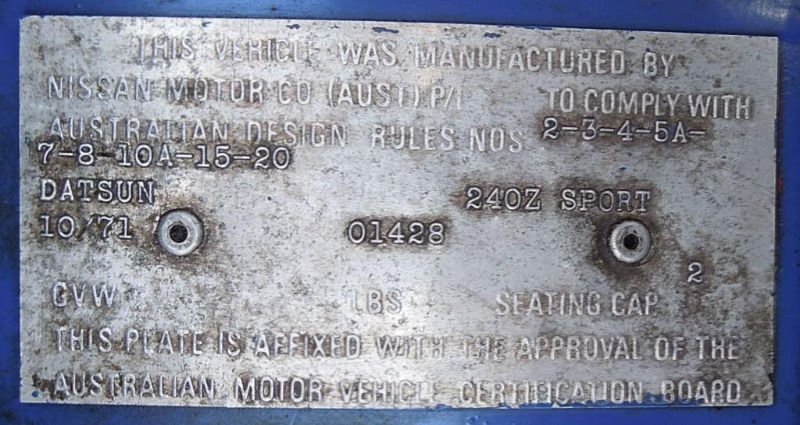 THIS VEHICLE WAS MANUFACTURED BY
NISSAN MOTOR CO (AUST) P/L TO COMPLY WITH
AUSTRALIAN DESIGN RULES NOS 2-3-4-5A-
7-8-10A-15-20
DATSUN 240Z SPORT
10/71 01428
2
GVW LBS SEATING CAP
THIS PLATE IS AFFIXED WITH THE APPROVAL OF THE
AUSTRALIAN MOTOR VEHICLE CERTIFICATION BOARD